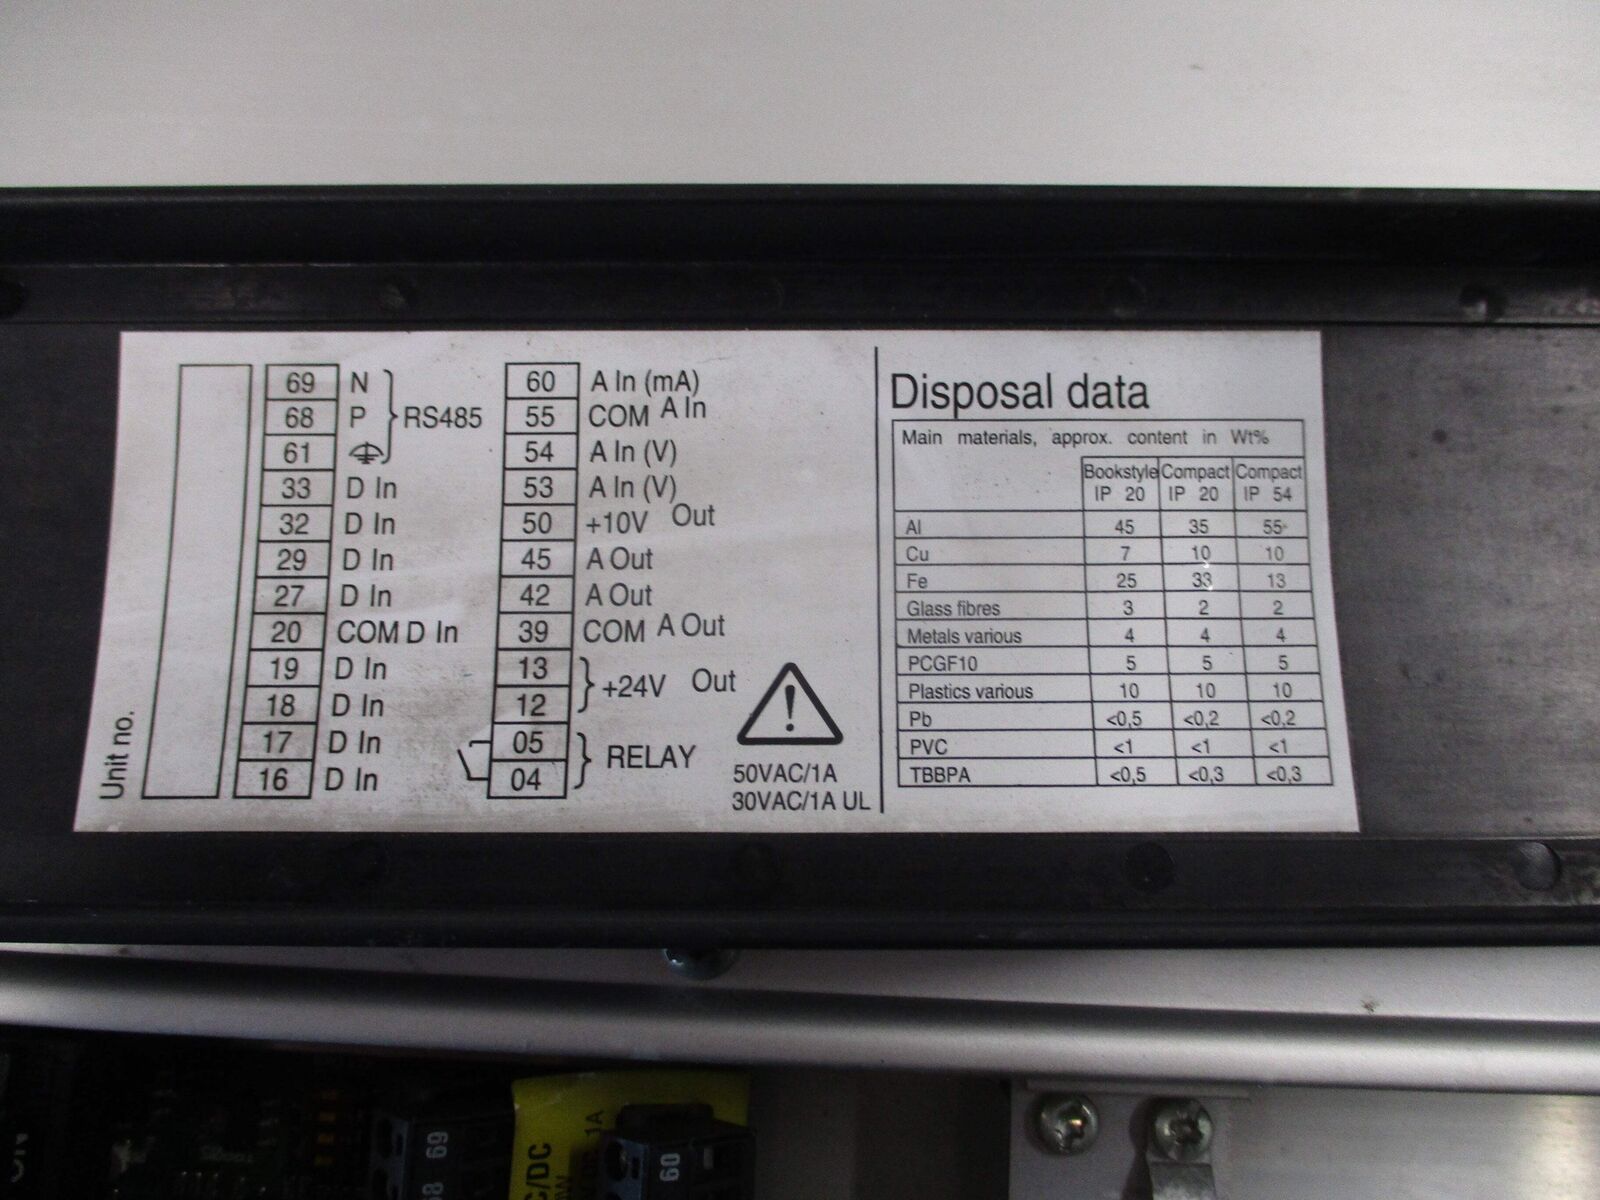 Unit no.
69 N
68 P RS485
61
33 D In
32 D In
29 D In
27 D In
20 COM D In
19 D In
18 D In
17 D In
16 D In
60 A In (mA)
55 COM A In
54 A In (V)
53 A In (V)
50 +10V Out
45 A Out
42 A Out
39 COM A Out
13
12 +24V Out
05
04 RELAY
50VAC/1A
30VAC/1A UL
Disposal data
Main materials, approx. content in Wt%
Bookstyle Compact Compact
IP 20 IP 20 IP 54
Al 45 35 55
Cu 7 10 10
Fe 25 33 13
Glass fibres 3 2 2
Metals various 4 4 4
PCGF10 5 5 5
Plastics various 10 10 10
Pb <0,5 <0,2 <0,2
PVC <1 <1 <1
TBBPA <0,5 <0,3 <0,3
69
C/DC
1A
60